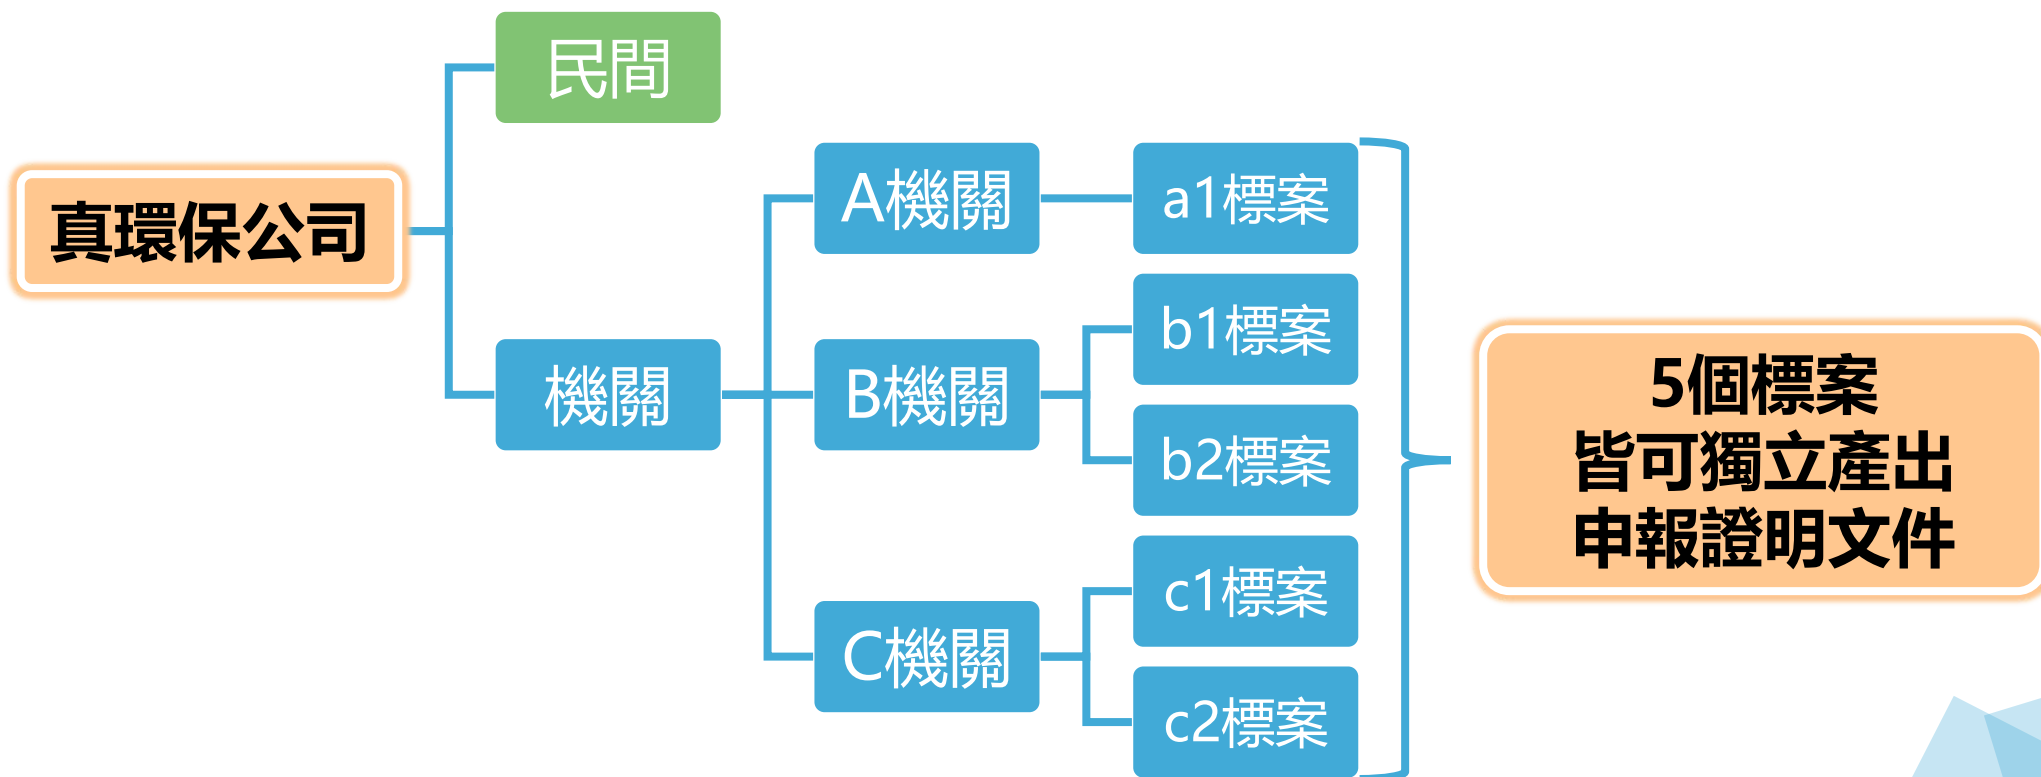 真環保公司
民間
機關
A機關
B機關
C機關
a1標案
b1標案
b2標案
c1標案
c2標案
5個標案
皆可獨立產出
申報證明文件